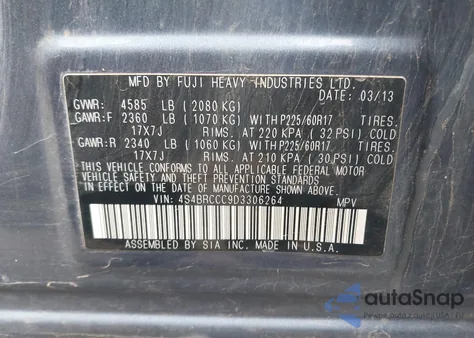 MFD BY FUJI HEAVY INDUSTRIES LTD.
DATE: 03/13
GVWR: 4585 LB (2080 KG)
GAWR:F 2360 LB (1070 KG) WITH P225/60R17 TIRES.
17X7J RIMS. AT 220 KPA (32 PSI) COLD
GAWR:R 2340 LB (1060 KG) WITH P225/60R17 TIRES.
17X7J RIMS. AT 210 KPA (30 PSI) COLD
THIS VEHICLE CONFORMS TO ALL APPLICABLE FEDERAL MOTOR
VEHICLE SAFETY AND THEFT PREVENTION STANDARDS IN
EFFECT ON THE DATE OF MANUFACTURE SHOWN ABOVE.
VIN: 4S4BRCCC9D3306264 MPV
ASSEMBLED BY SIA INC. MADE IN U.S.A.
autoSnap